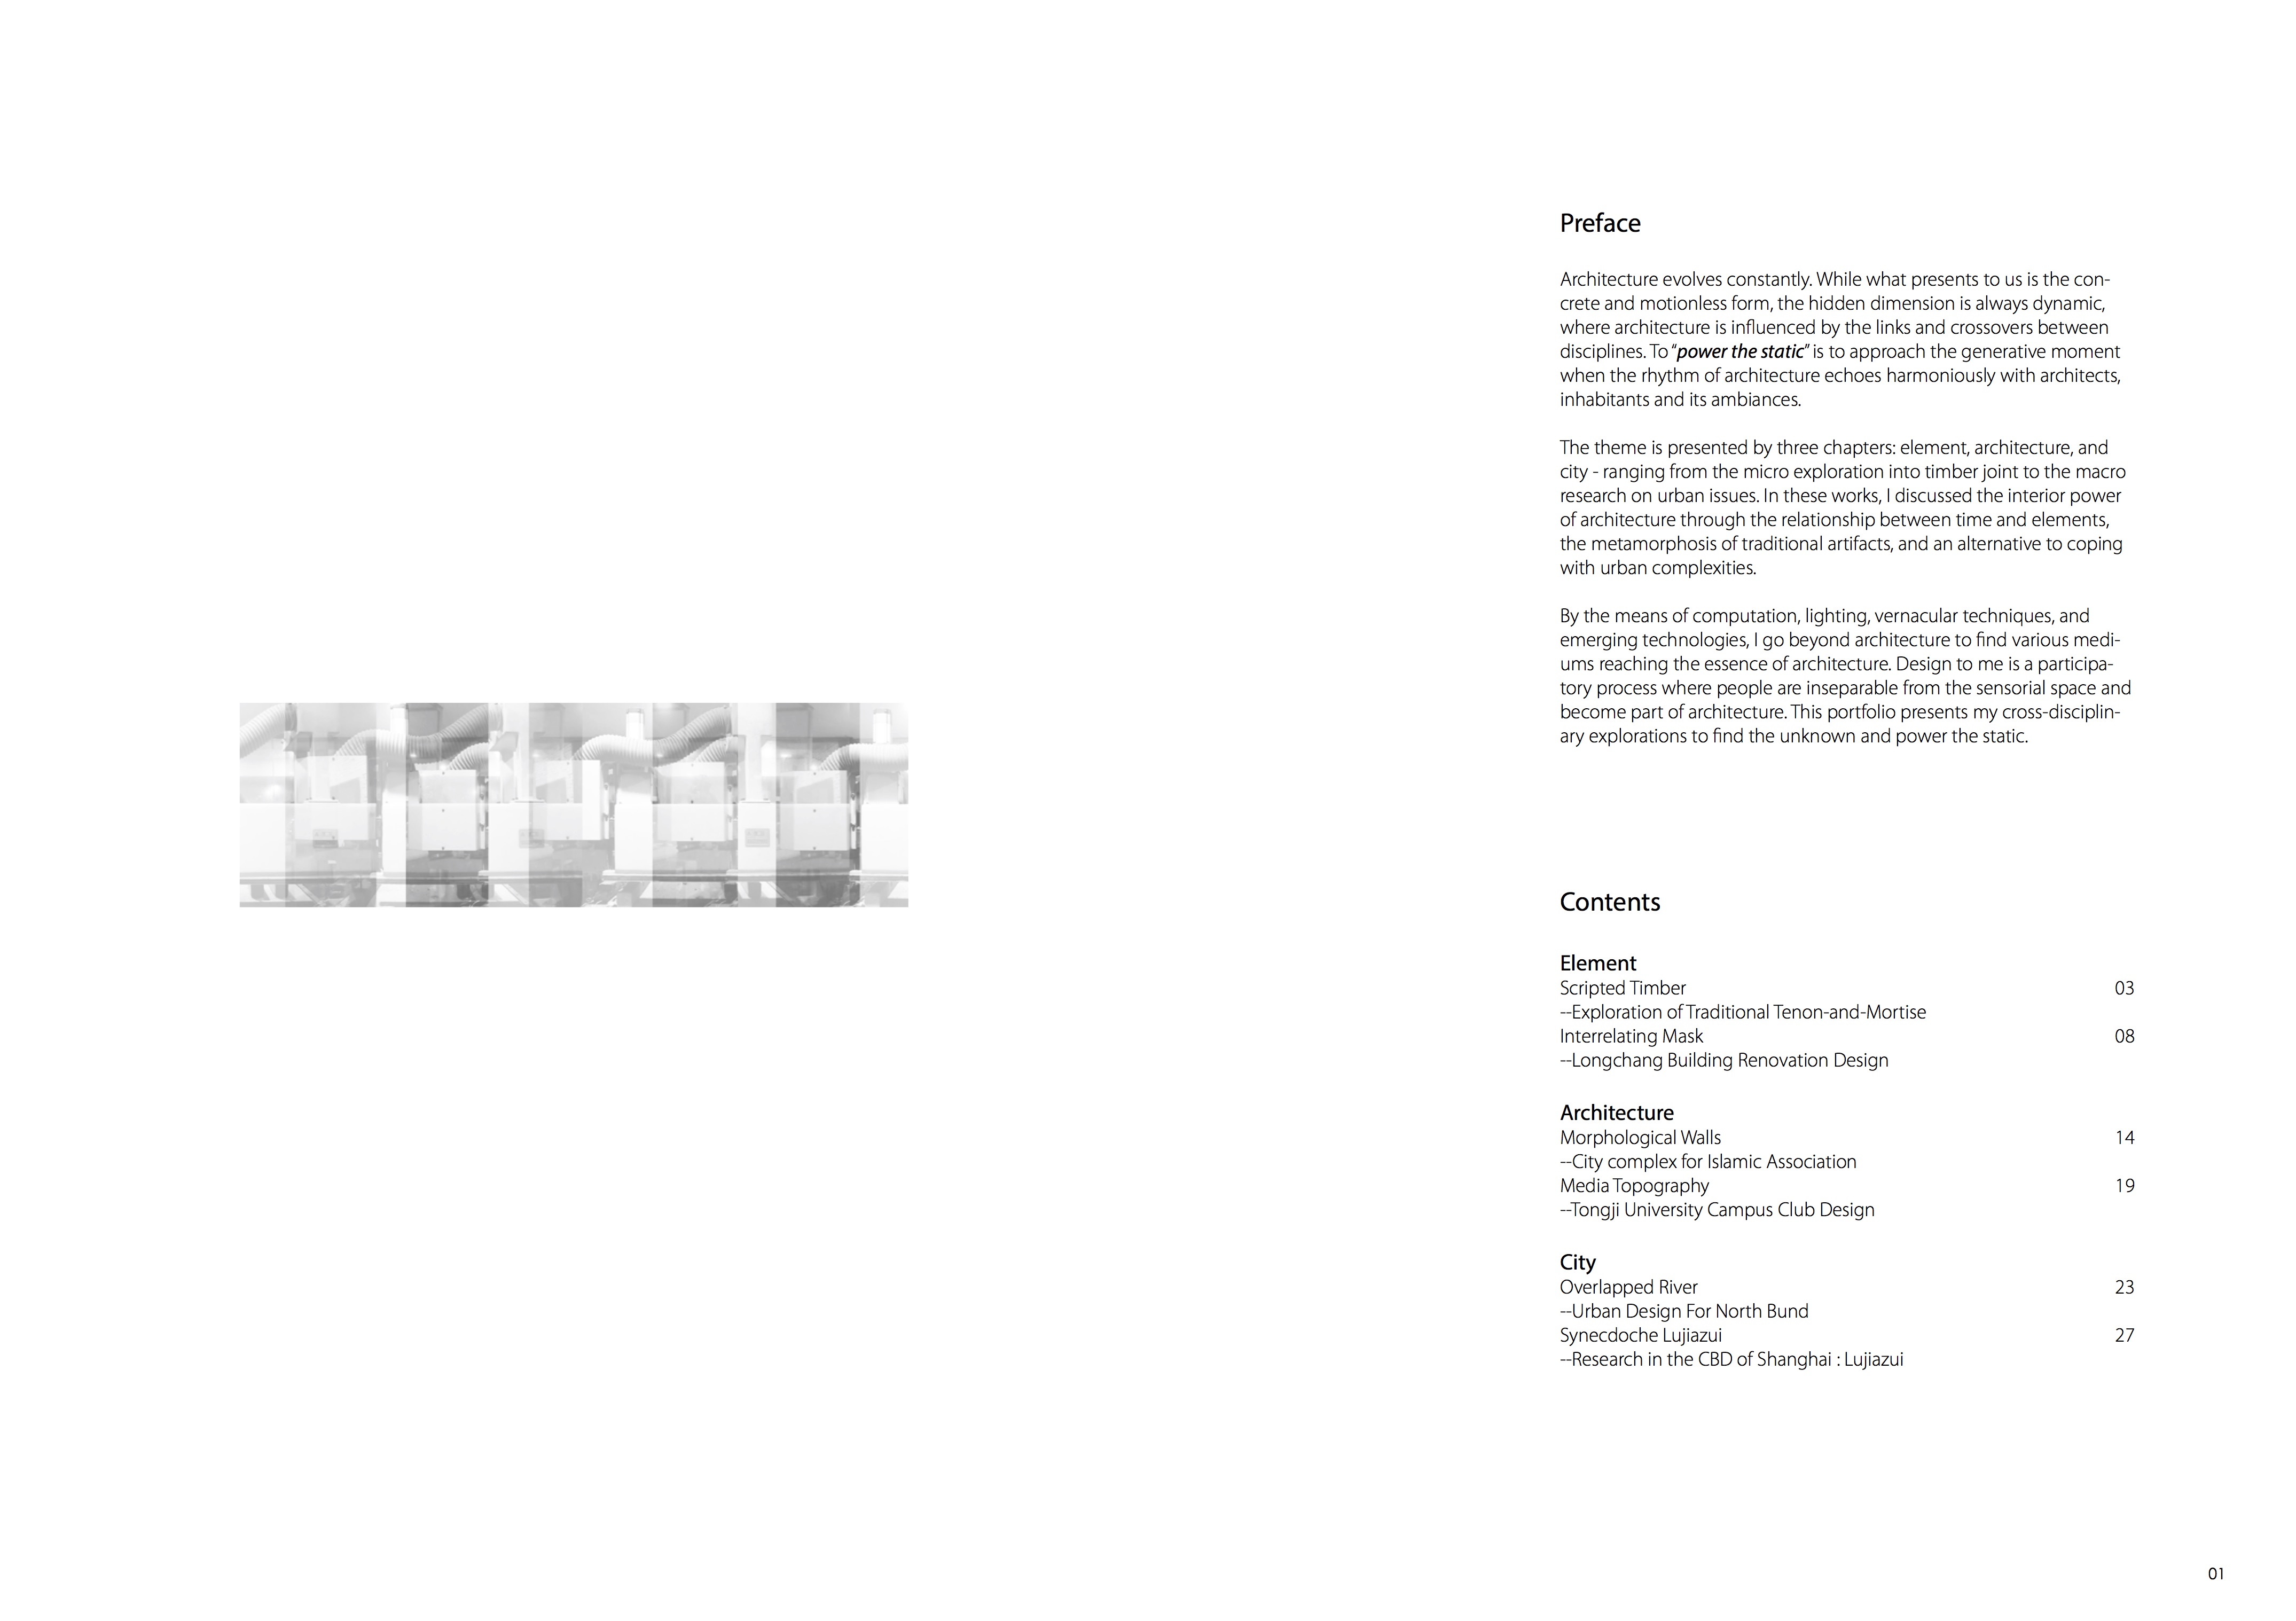 Preface
Architecture evolves constantly. While what presents to us is the con-
crete and motionless form, the hidden dimension is always dynamic,
where architecture is influenced by the links and crossovers between
disciplines. To “power the static” is to approach the generative moment
when the rhythm of architecture echoes harmoniously with architects,
inhabitants and its ambiances.
The theme is presented by three chapters: element, architecture, and
city - ranging from the micro exploration into timber joint to the macro
research on urban issues. In these works, I discussed the interior power
of architecture through the relationship between time and elements,
the metamorphosis of traditional artifacts, and an alternative to coping
with urban complexities.
By the means of computation, lighting, vernacular techniques, and
emerging technologies, I go beyond architecture to find various medi-
ums reaching the essence of architecture. Design to me is a participa-
tory process where people are inseparable from the sensorial space and
become part of architecture. This portfolio presents my cross-disciplin-
ary explorations to find the unknown and power the static.
Contents
Element
Scripted Timber 03
--Exploration of Traditional Tenon-and-Mortise
Interrelating Mask 08
--Longchang Building Renovation Design
Architecture
Morphological Walls 14
--City complex for Islamic Association
Media Topography 19
--Tongji University Campus Club Design
City
Overlapped River 23
--Urban Design For North Bund
Synecdoche Lujiazui 27
--Research in the CBD of Shanghai : Lujiazui
01